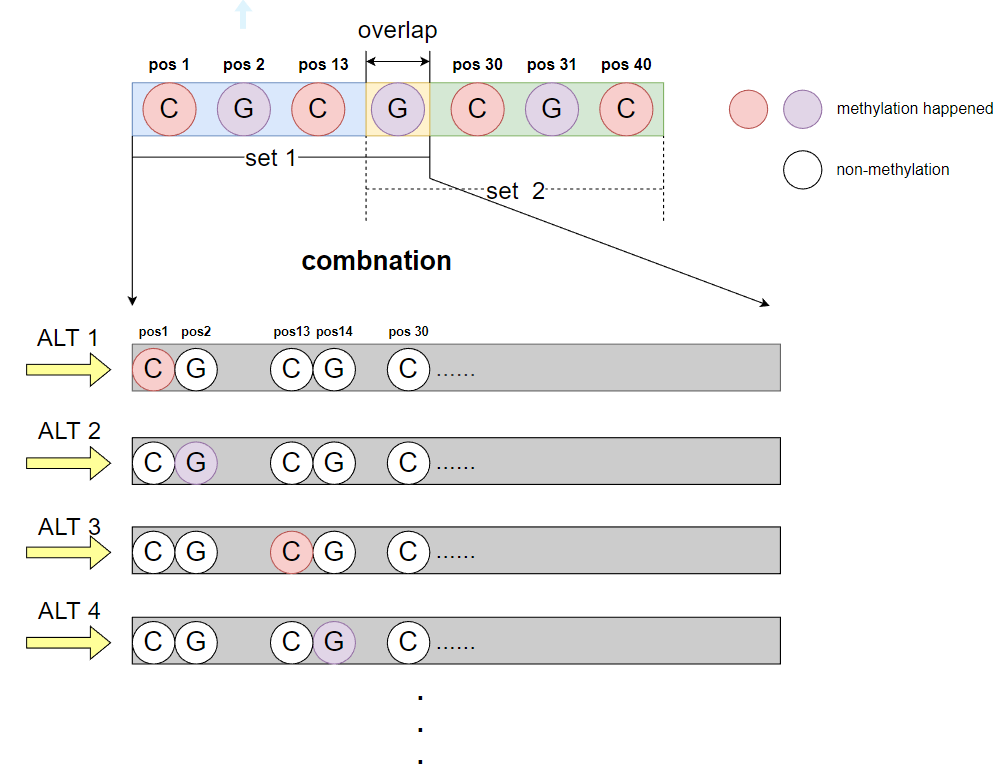 overlap
pos 1 pos 2 pos 13 pos 30 pos 31 pos 40
C G C G C G C
methylation happened
set 1
non-methylation
set 2
combnation
ALT 1
pos1 pos2 pos13 pos14 pos 30
C G C G C ......
ALT 2
C G C G C ......
ALT 3
C G C G C ......
ALT 4
C G C G C ......
.
.
.